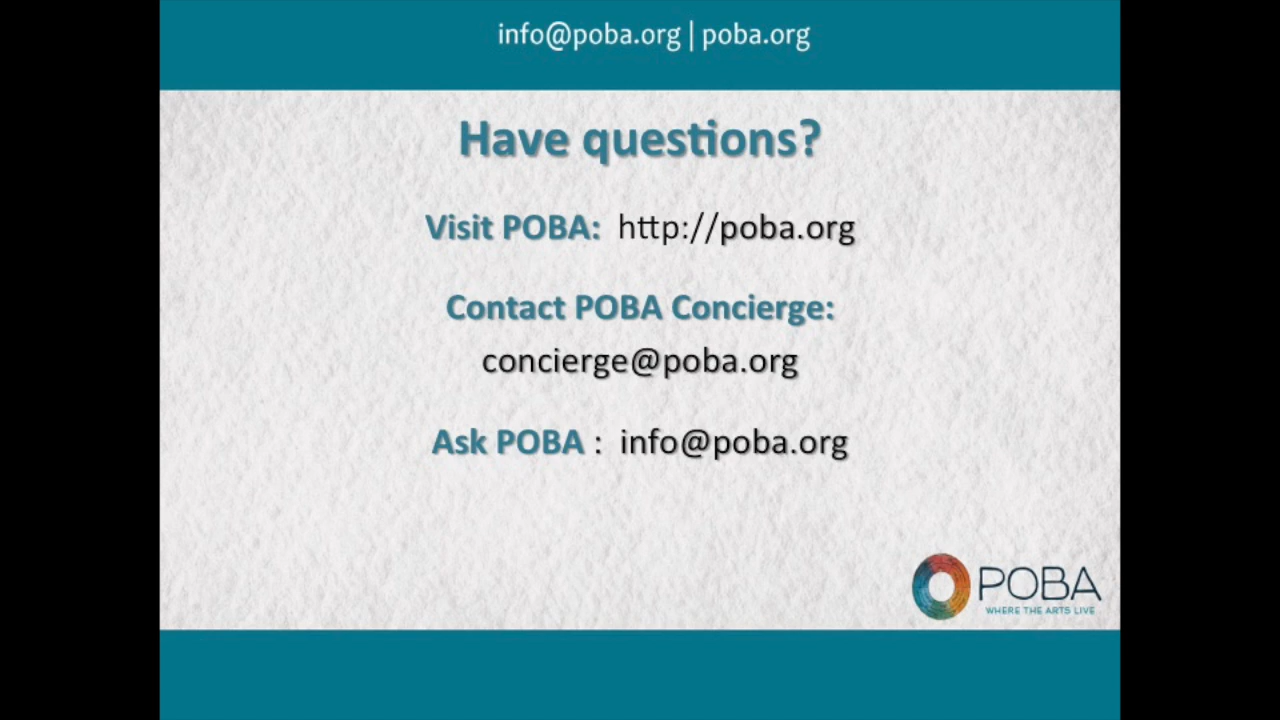 info@poba.org | poba.org
Have questions?
Visit POBA: http://poba.org
Contact POBA Concierge:
concierge@poba.org
Ask POBA : info@poba.org
POBA
WHERE THE ARTS LIVE